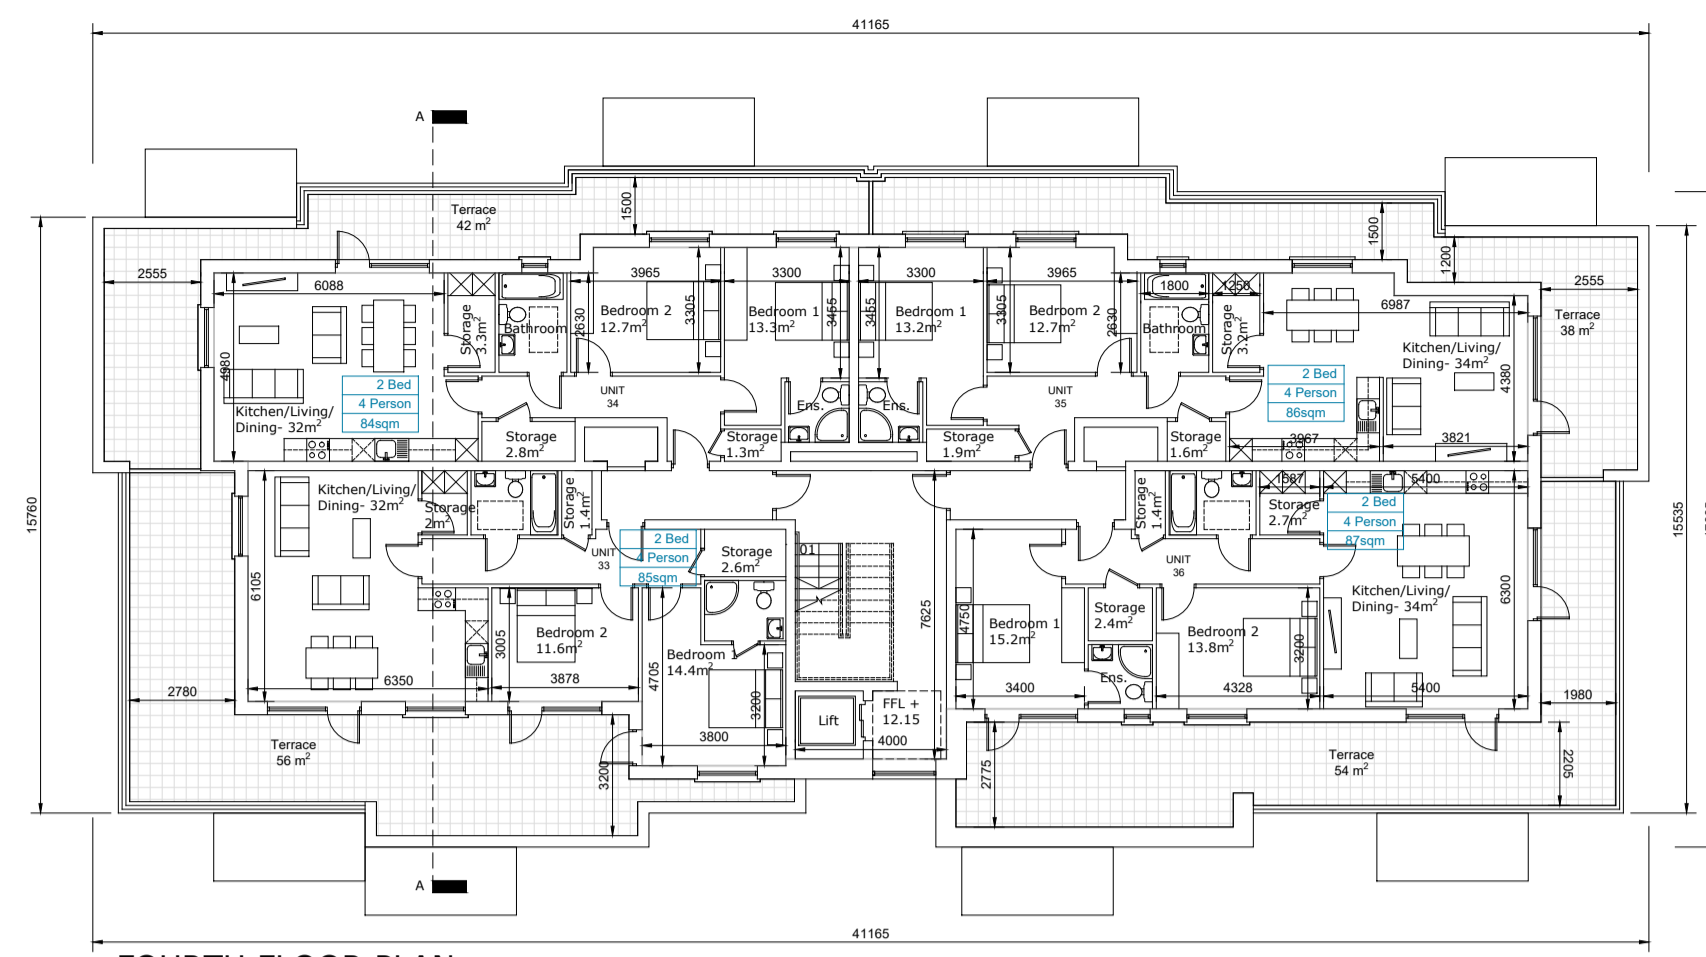 41165
A
15760
2555
Terrace
42 m²
1500
1500
1200
2555
Terrace
38 m²
15535
6088
4980
Storage
3.3m²
Bathroom
2630
3965
Bedroom 2
12.7m²
3305
3300
Bedroom 1
13.3m²
3455
3455
3300
Bedroom 1
13.2m²
3305
3965
Bedroom 2
12.7m²
2630
1800
Bathroom
1250
Storage
3.2m²
6987
Kitchen/Living/
Dining- 34m²
4380
2 Bed
4 Person
84sqm
Kitchen/Living/
Dining- 32m²
UNIT
34
Ens.
Ens.
UNIT
35
2 Bed
4 Person
86sqm
Storage
2.8m²
Storage
1.3m²
Storage
1.9m²
Storage
1.6m²
3967
3821
Kitchen/Living/
Dining- 32m²
Storage
2m²
Storage
1.4m²
Storage
1.4m²
1587
Storage
2.7m²
5400
2 Bed
4 Person
87sqm
UNIT
33
2 Bed
4 Person
85sqm
Storage
2.6m²
01
UNIT
36
6105
3005
Bedroom 2
11.6m²
4705
Bedroom 1
14.4m²
3200
7625
4750
Bedroom 1
15.2m²
Storage
2.4m²
Bedroom 2
13.8m²
3200
Kitchen/Living/
Dining- 34m²
6300
2780
6350
3878
3800
Lift
FFL +
12.15
4000
3400
Ens.
4328
5400
1980
Terrace
56 m²
3200
2775
Terrace
54 m²
2205
A
41165
FOURTH FLOOR PLAN